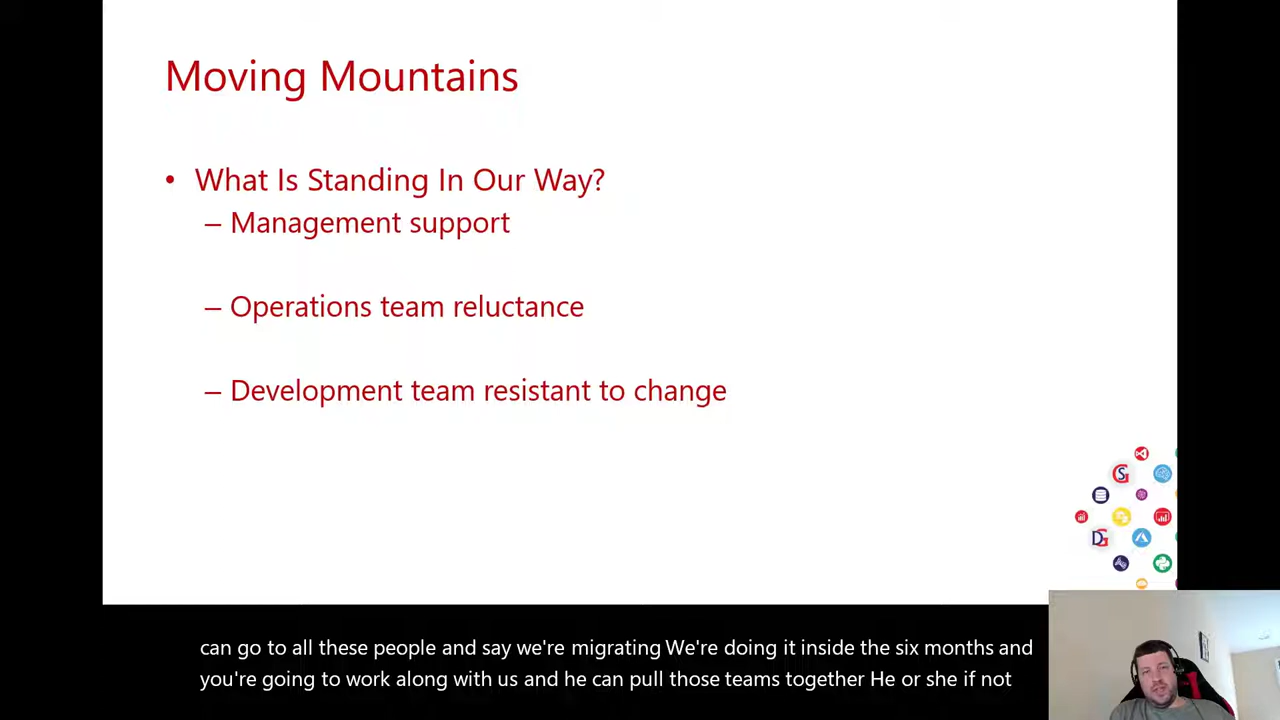 Moving Mountains
• What Is Standing In Our Way?
– Management support
– Operations team reluctance
– Development team resistant to change
GS
DG
can go to all these people and say we're migrating We're doing it inside the six months and
you're going to work along with us and he can pull those teams together He or she if not